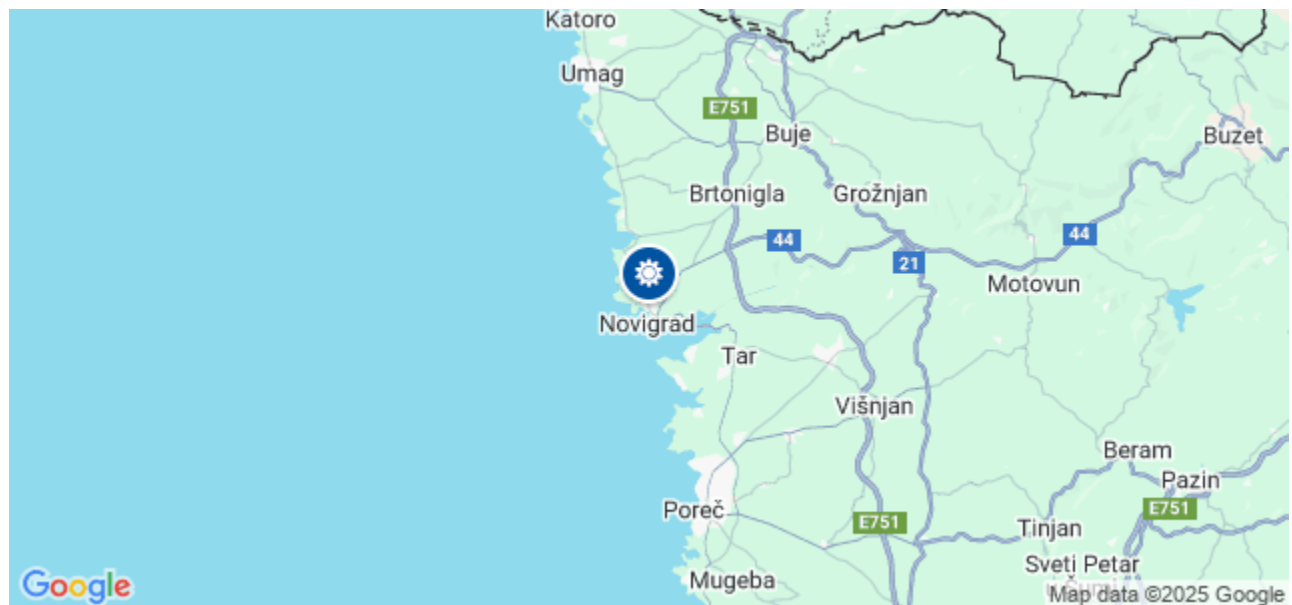 Katoro
Umag
E751
Buje
Buzet
Brtonigla
Grožnjan
44
44
21
Motovun
Novigrad
Tar
Višnjan
Beram
Pazin
Poreč
E751
E751
Tinjan
Sveti Petar
u Šumi
Mugeba
Google
Map data ©2025 Google